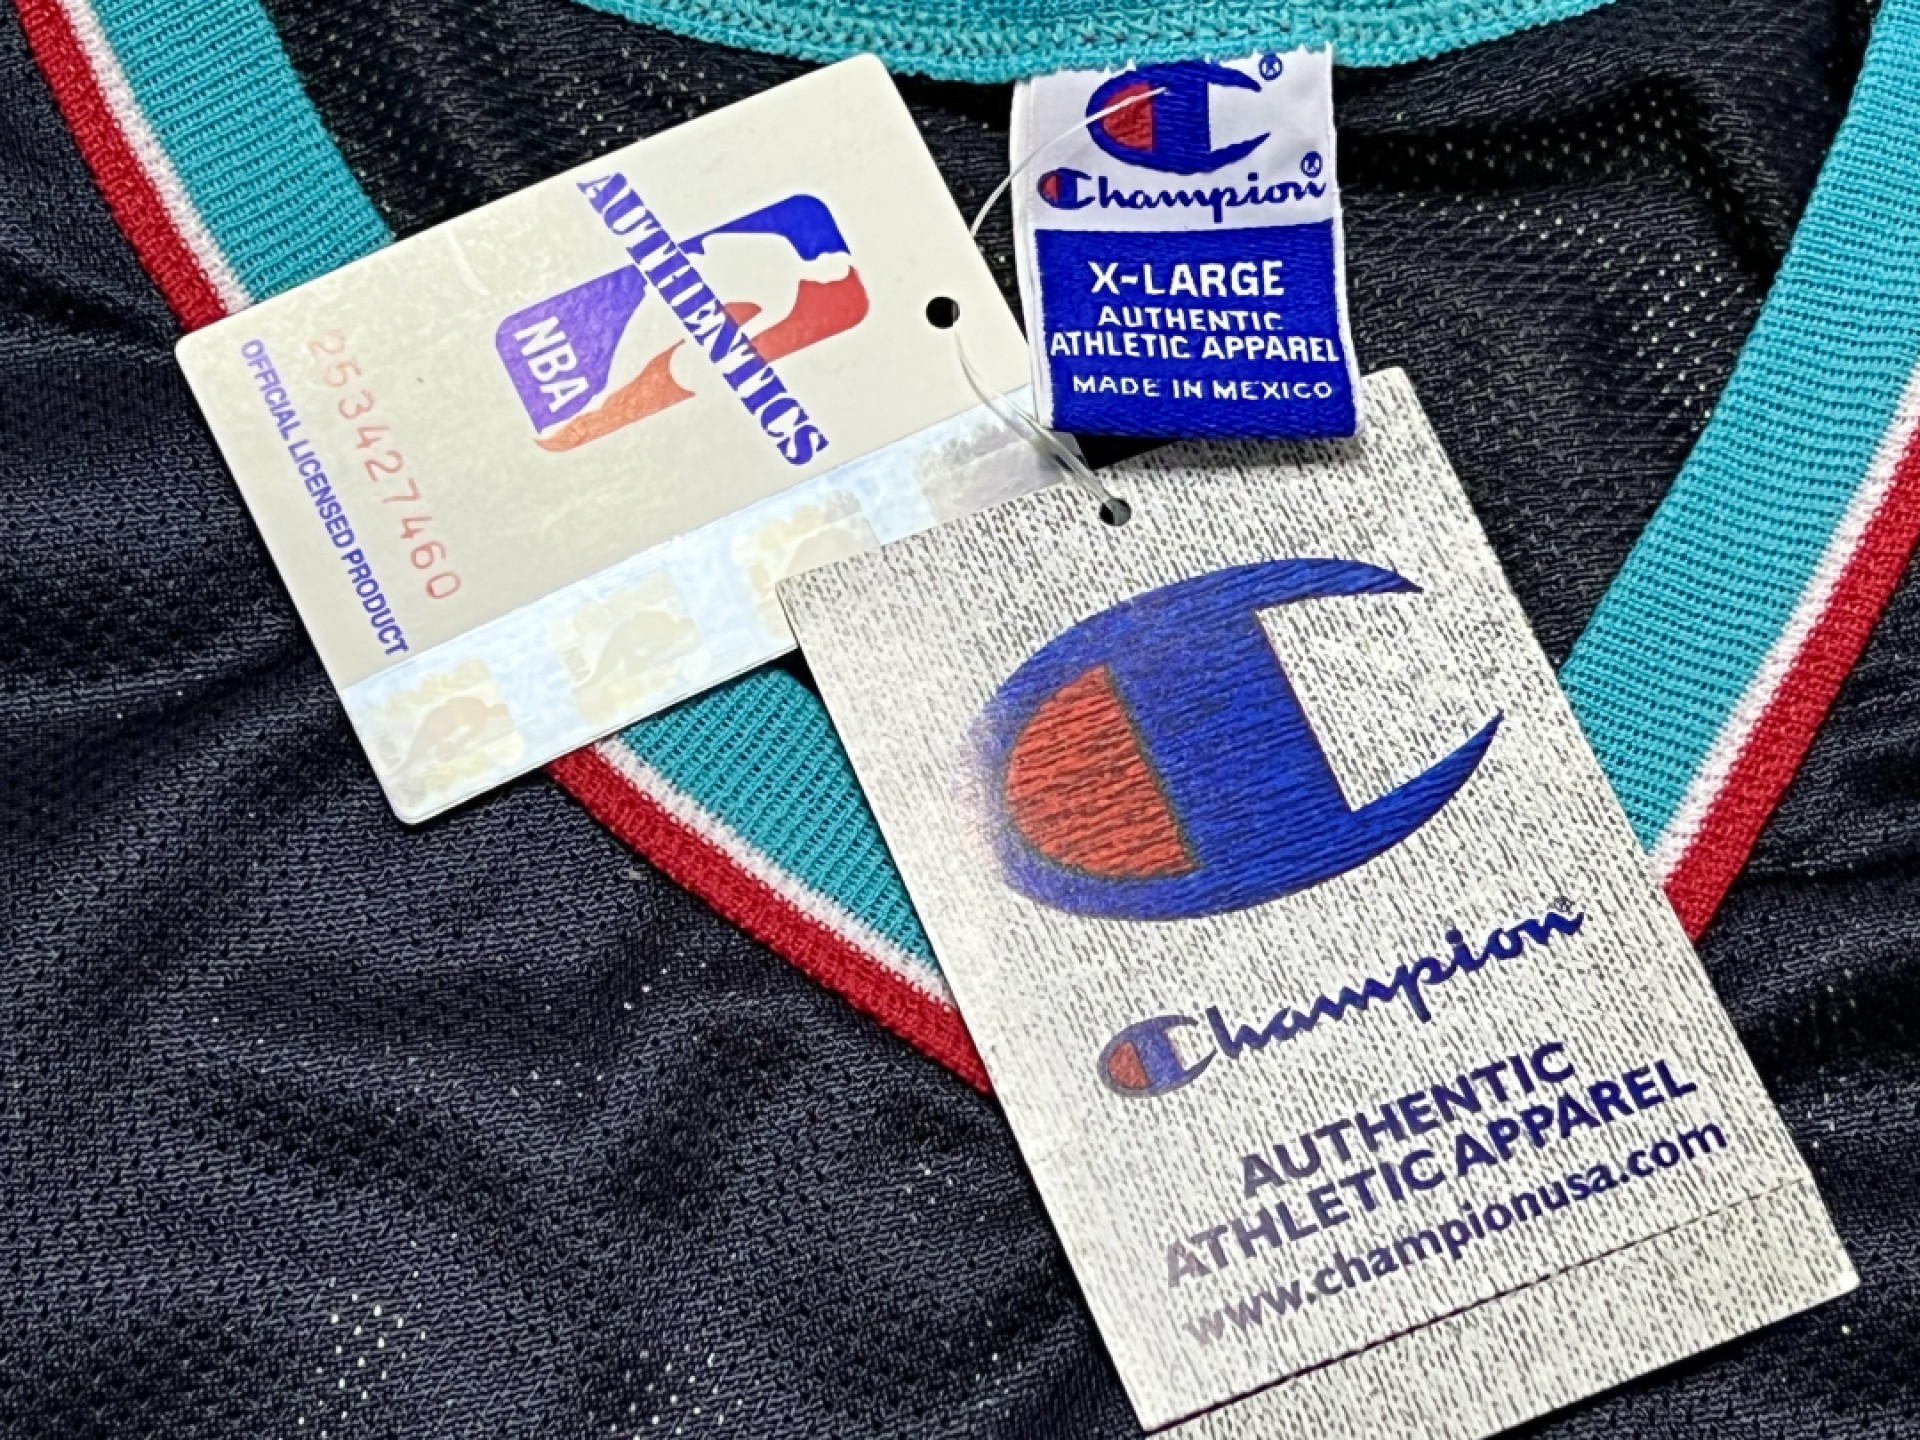 AUTHENTICS
NBA
253427460
OFFICIAL LICENSED PRODUCT
Champion®
X-LARGE
AUTHENTIC
ATHLETIC APPAREL
MADE IN MEXICO
Champion®
AUTHENTIC
ATHLETIC APPAREL
www.championusa.com